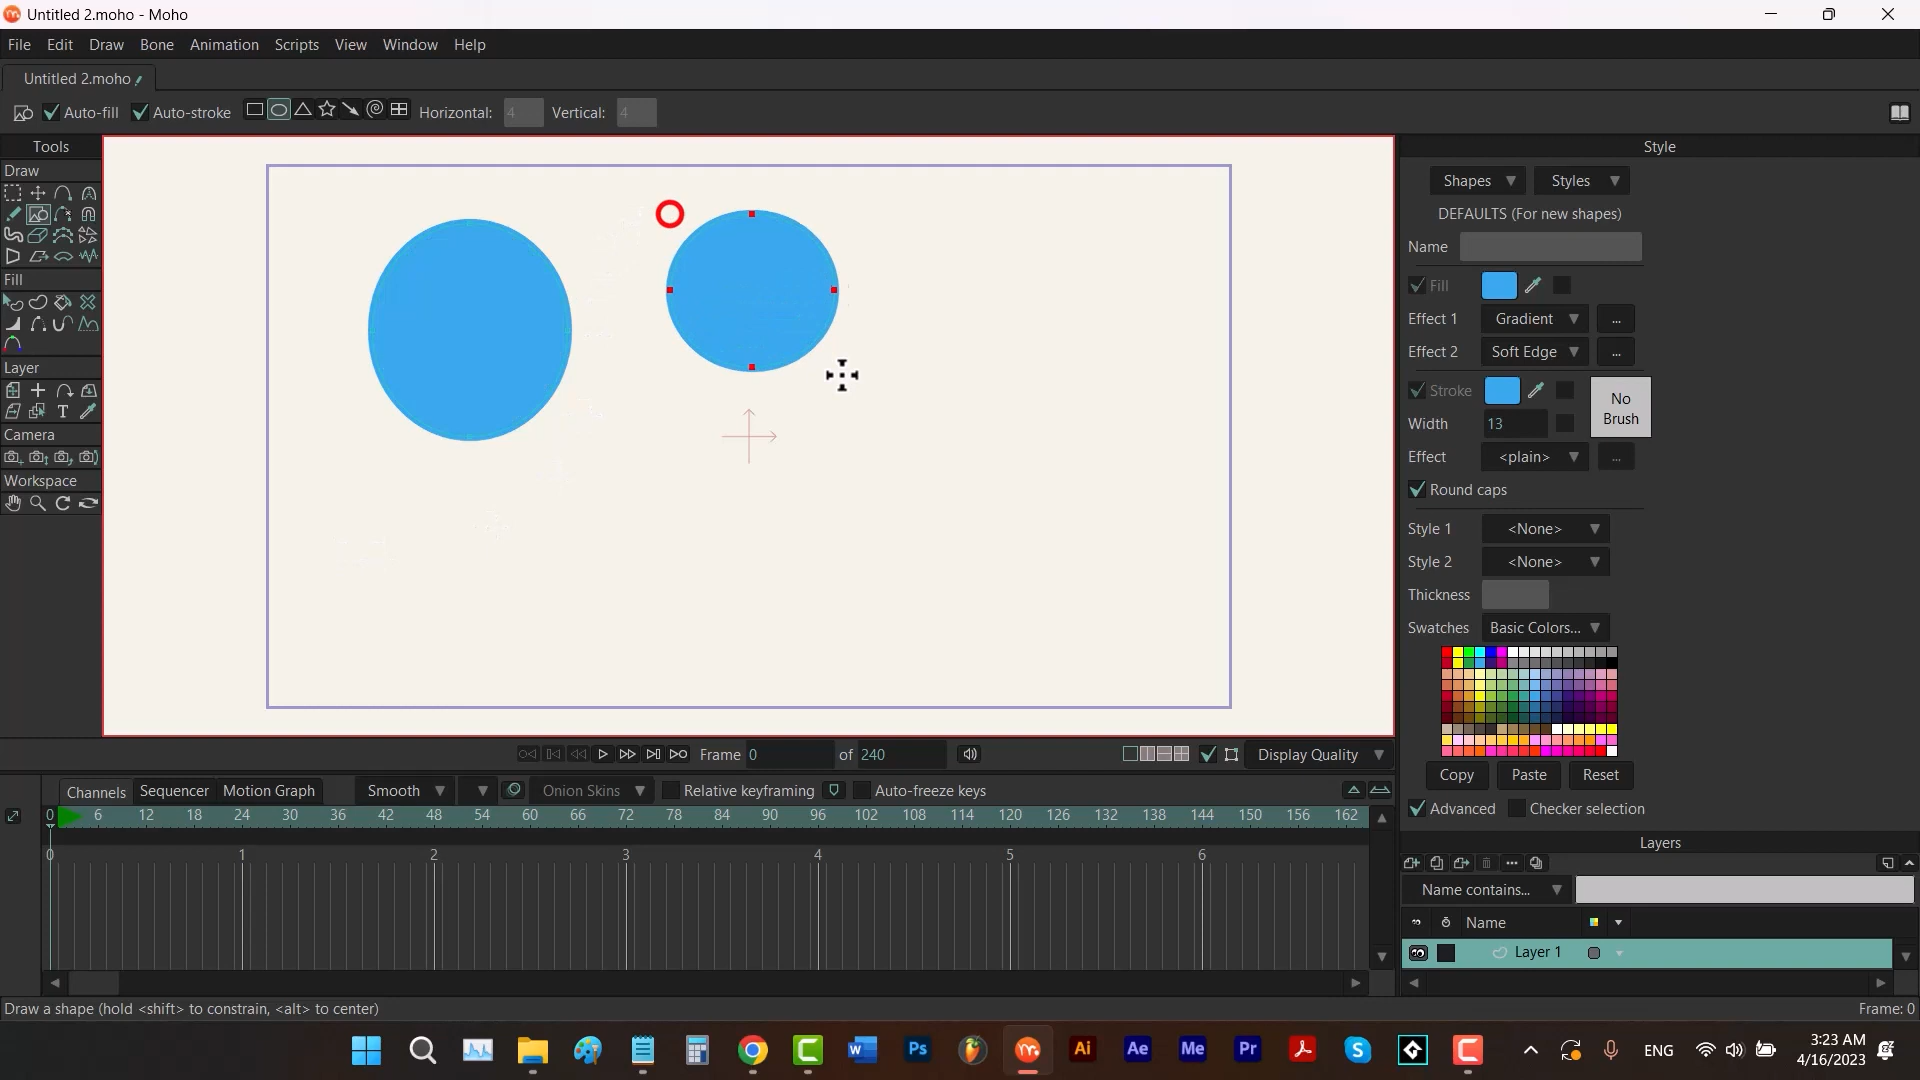 Untitled 2.moho - Moho
File Edit Draw Bone Animation Scripts View Window Help
Untitled 2.moho
Auto-fill Auto-stroke Horizontal: 4 Vertical: 4
Tools
Draw
Fill
Layer
Camera
Workspace
Style
Shapes Styles
DEFAULTS (For new shapes)
Name
Fill
Effect 1 Gradient ...
Effect 2 Soft Edge ...
Stroke
No Brush
Width 13
Effect <plain> ...
Round caps
Style 1 <None>
Style 2 <None>
Thickness
Swatches Basic Colors...
Copy Paste Reset
Advanced Checker selection
Frame 0 of 240 Display Quality
Channels Sequencer Motion Graph Smooth Onion Skins Relative keyframing Auto-freeze keys
0 6 12 18 24 30 36 42 48 54 60 66 72 78 84 90 96 102 108 114 120 126 132 138 144 150 156 162
0 1 2 3 4 5 6
Layers
Name contains...
Name
Layer 1
Draw a shape (hold <shift> to constrain, <alt> to center) Frame: 0
W Ps Ai Ae Me Pr S
ENG
3:23 AM
4/16/2023